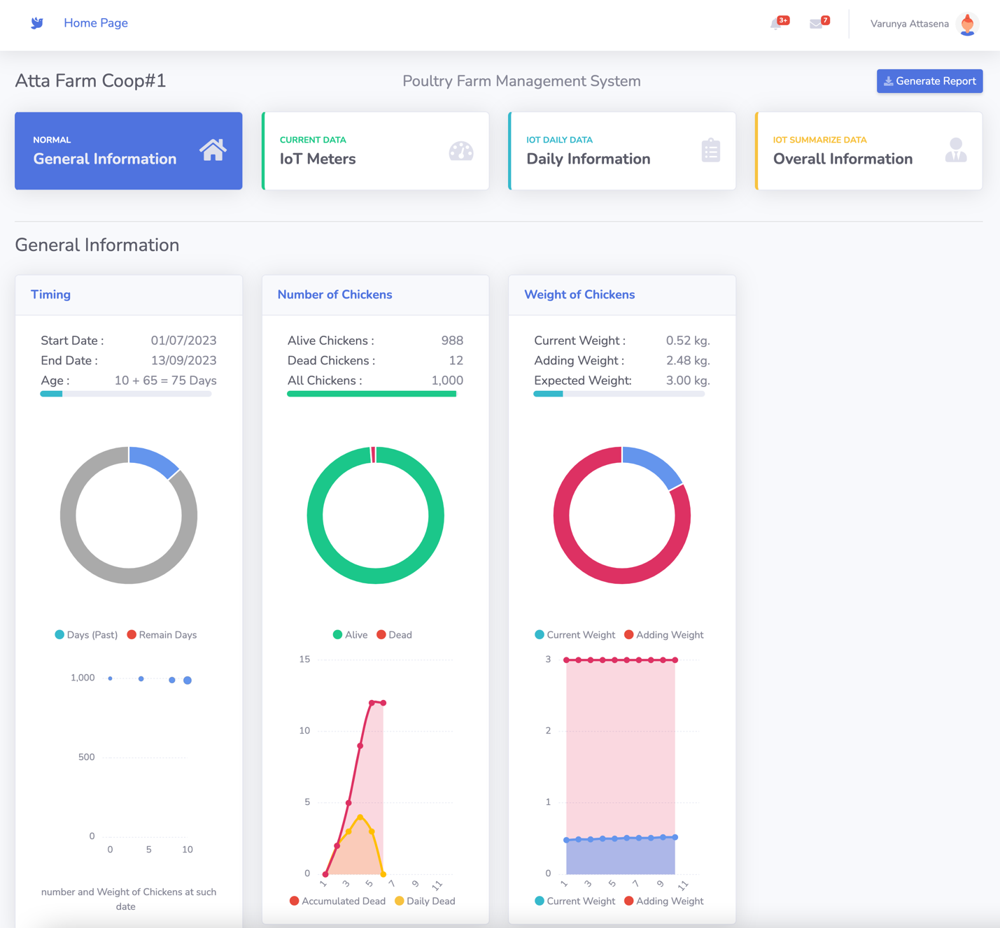 Home Page
3+
7
Varunya Attasena
Atta Farm Coop#1
Poultry Farm Management System
Generate Report
NORMAL
General Information
CURRENT DATA
IoT Meters
IOT DAILY DATA
Daily Information
IOT SUMMARIZE DATA
Overall Information
General Information
Timing
Start Date : 01/07/2023
End Date : 13/09/2023
Age : 10 + 65 = 75 Days
Days (Past) Remain Days
1,000
500
0
0 5 10
number and Weight of Chickens at such
date
Number of Chickens
Alive Chickens : 988
Dead Chickens : 12
All Chickens : 1,000
Alive Dead
15
10
5
0
1 3 5 7 9 11
Accumulated Dead Daily Dead
Weight of Chickens
Current Weight : 0.52 kg.
Adding Weight : 2.48 kg.
Expected Weight: 3.00 kg.
Current Weight Adding Weight
3
2
1
0
1 3 5 7 9 11
Current Weight Adding Weight